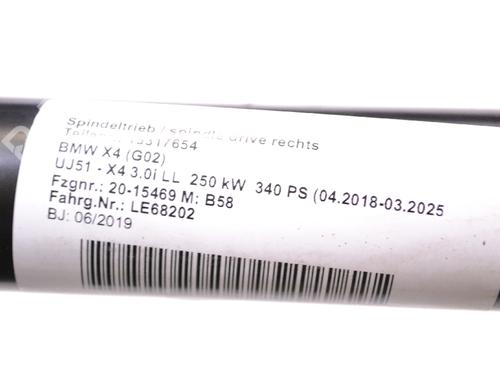 Spindeltrieb / spindle drive rechts
BMW X4 (G02)
UJ51 - X4 3.0i LL 250 kW 340 PS (04.2018-03.2025
Fzgnr.: 20-15469 M: B58
Fahrg.Nr.: LE68202
BJ: 06/2019